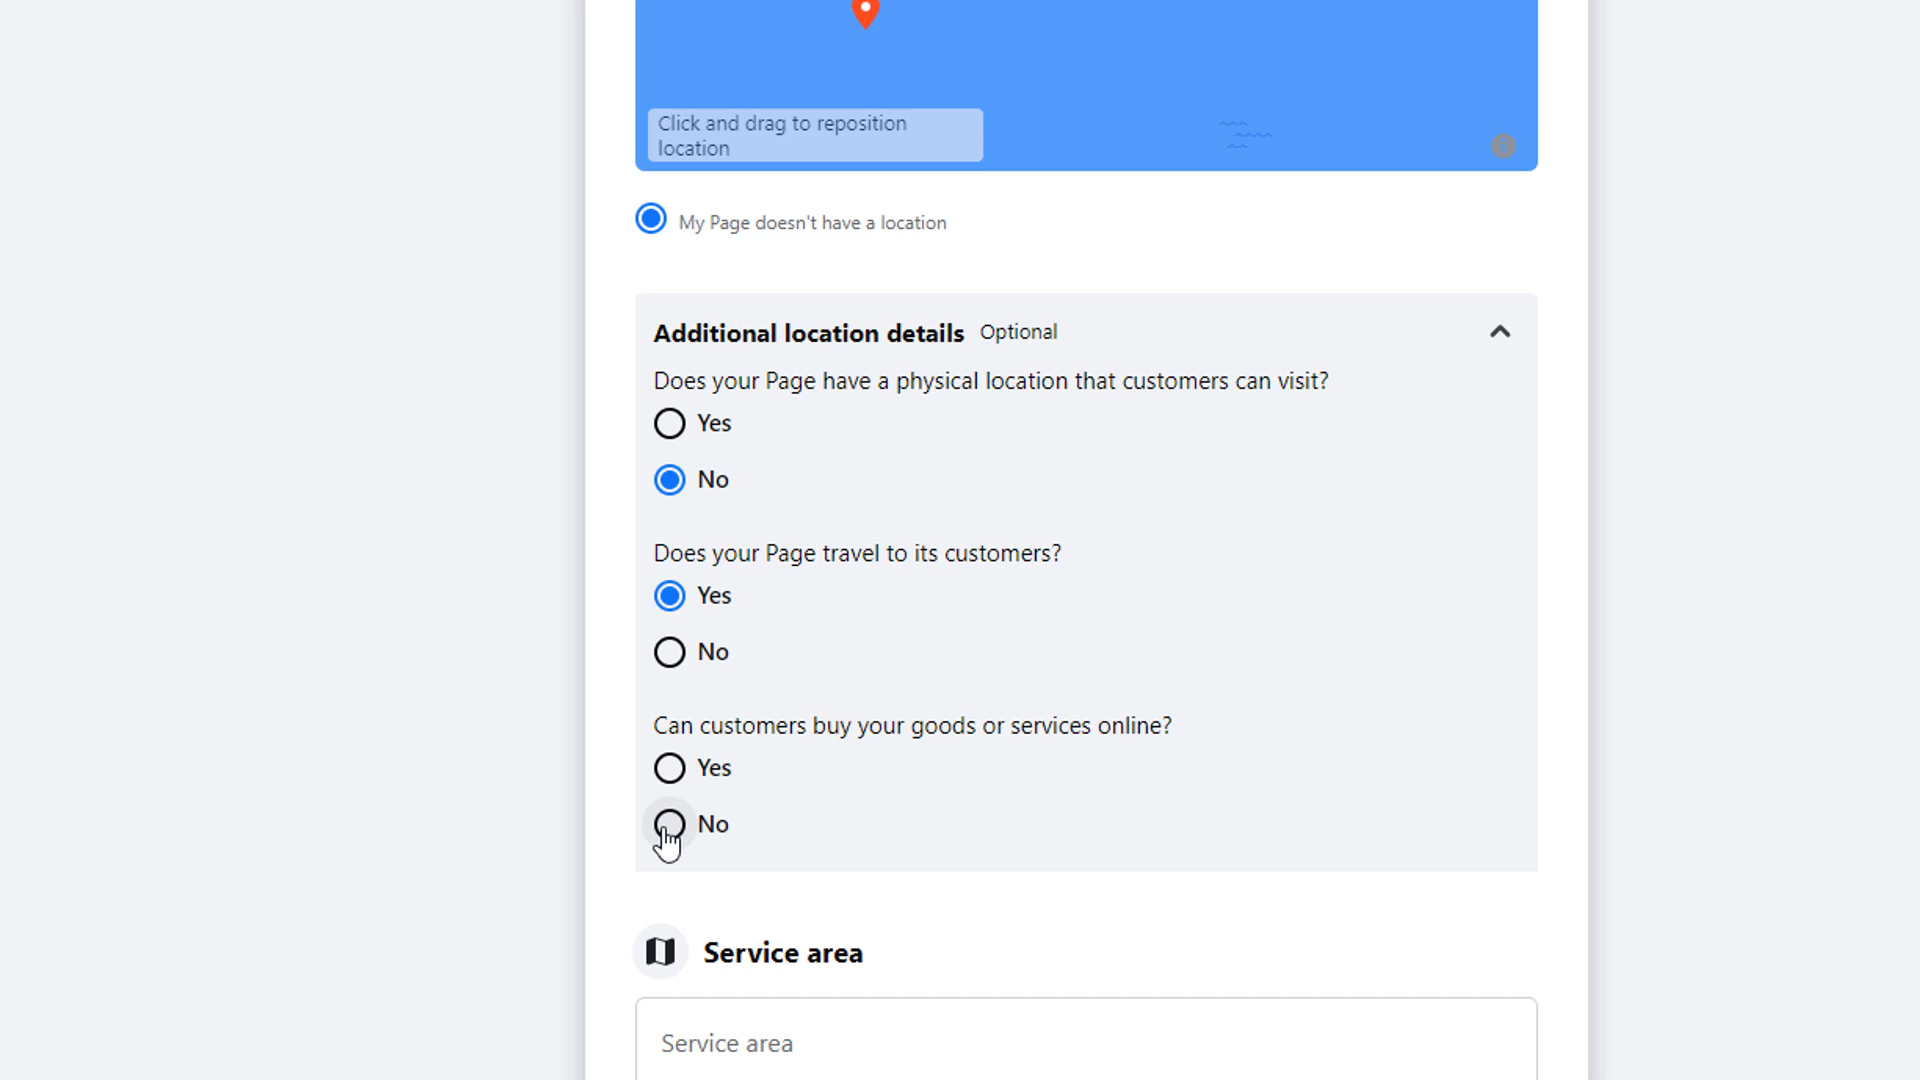 Click and drag to reposition
location
My Page doesn't have a location
Additional location details Optional
Does your Page have a physical location that customers can visit?
Yes
No
Does your Page travel to its customers?
Yes
No
Can customers buy your goods or services online?
Yes
No
Service area
Service area